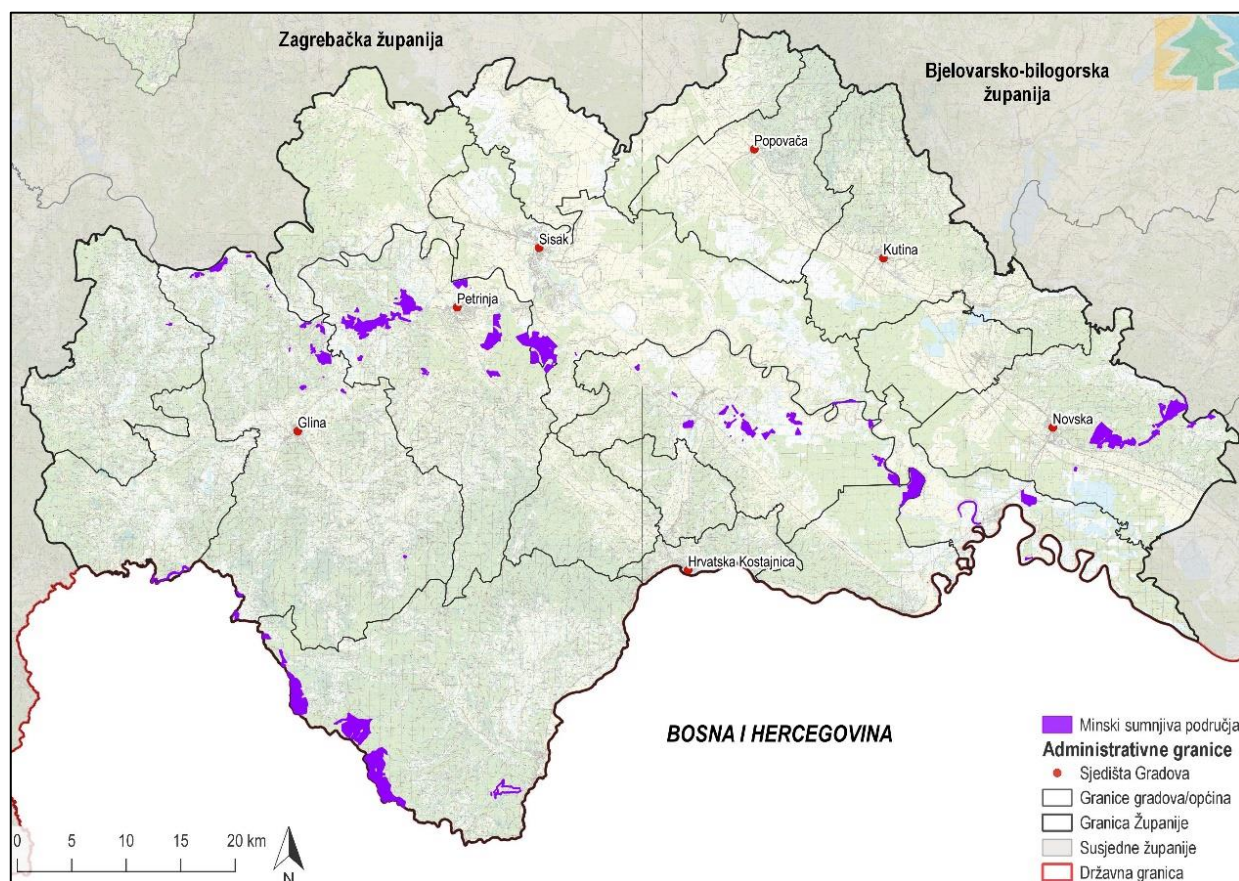 Zagrebačka županija
Bjelovarsko-bilogorska
županija
Popovača
Sisak
Kutina
Petrinja
Glina
Novska
Hrvatska Kostajnica
BOSNA I HERCEGOVINA
Minski sumnjiva područja
Administrativne granice
Sjedišta Gradova
Granice gradova/općina
Granica Županije
Susjedne županije
Državna granica
0 5 10 15 20 km
N